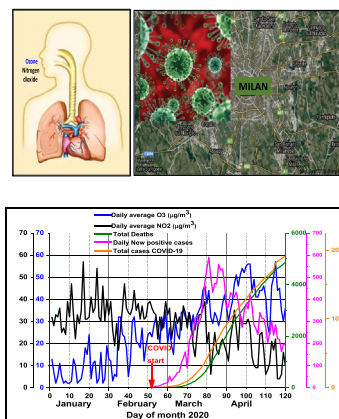 Ozone
Nitrogen
dioxide
MILAN
Daily average O3 (µg/m³)
Daily average NO2 (µg/m³)
Total Deaths
Daily New positive cases
Total cases COVID-19
70 70 6000 700
60 60 600 20
50 50 500
40 40 4000 400
30 30 300 10
20 20 2000 200
10 10 100
0 0 0 0 0
COVID
start
0 10 20 30 40 50 60 70 80 90 100 110 120
January February March April
Day of month 2020